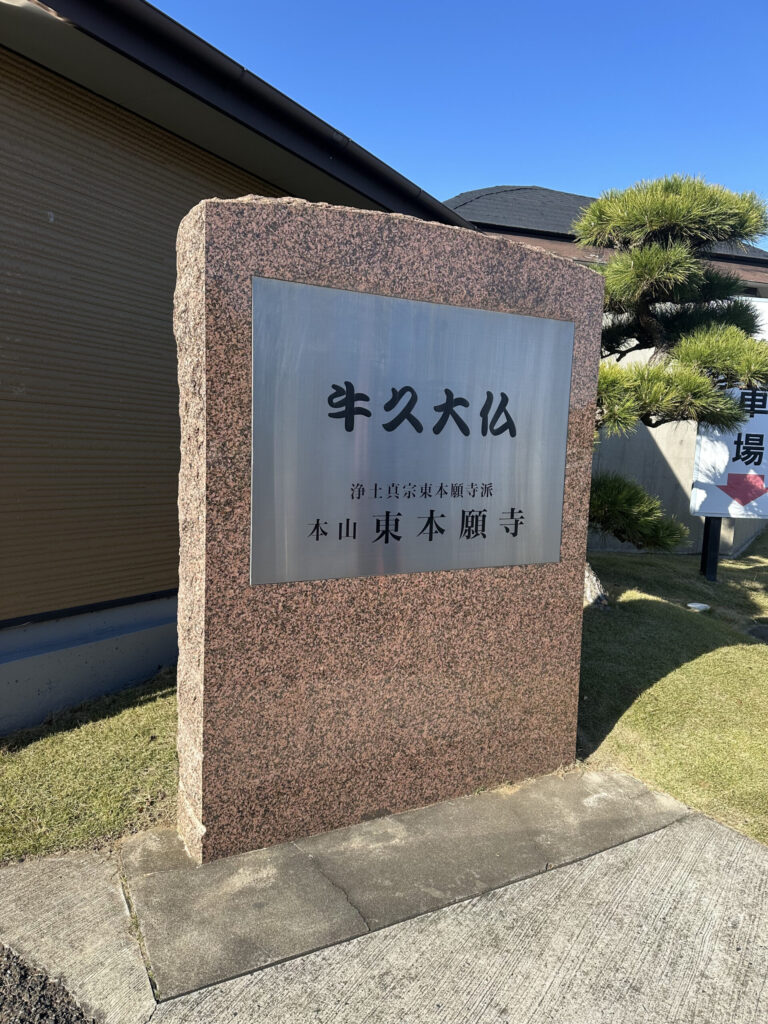 牛久大仏
浄土真宗東本願寺派
本山 東本願寺
車
場